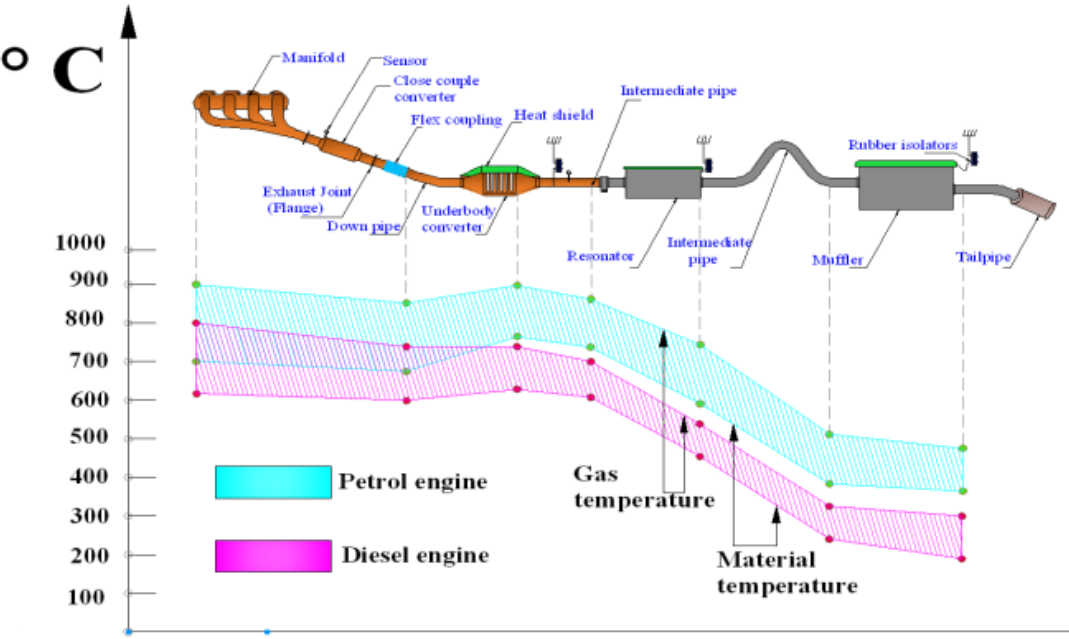 ° C
Manifold
Sensor
Close couple
converter
Flex coupling
Heat shield
Intermediate pipe
Rubber isolators
Exhaust Joint
(Flange)
Down pipe
Underbody
converter
Resonator
Intermediate
pipe
Muffler
Tailpipe
1000
900
800
700
600
500
400
300
200
100
Petrol engine
Diesel engine
Gas
temperature
Material
temperature